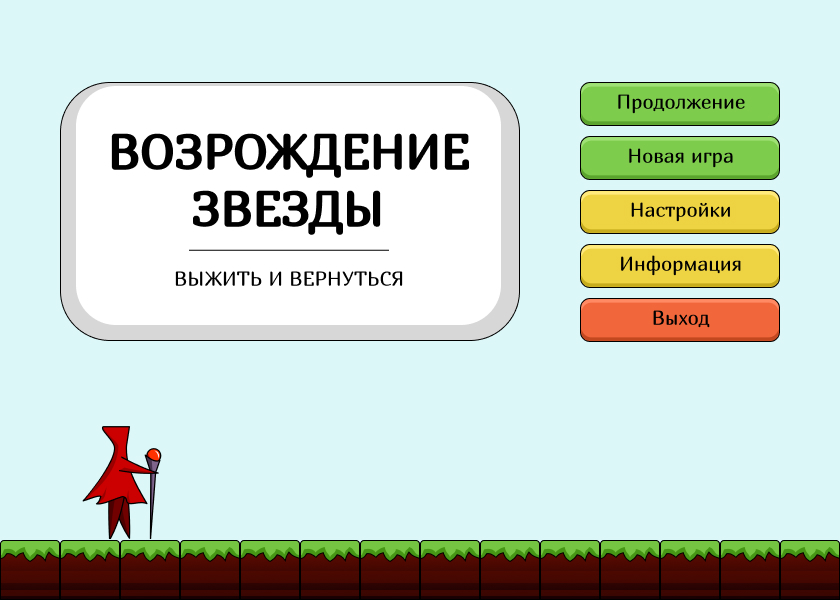 ВОЗРОЖДЕНИЕ
ЗВЕЗДЫ
ВЫЖИТЬ И ВЕРНУТЬСЯ
Продолжение
Новая игра
Настройки
Информация
Выход